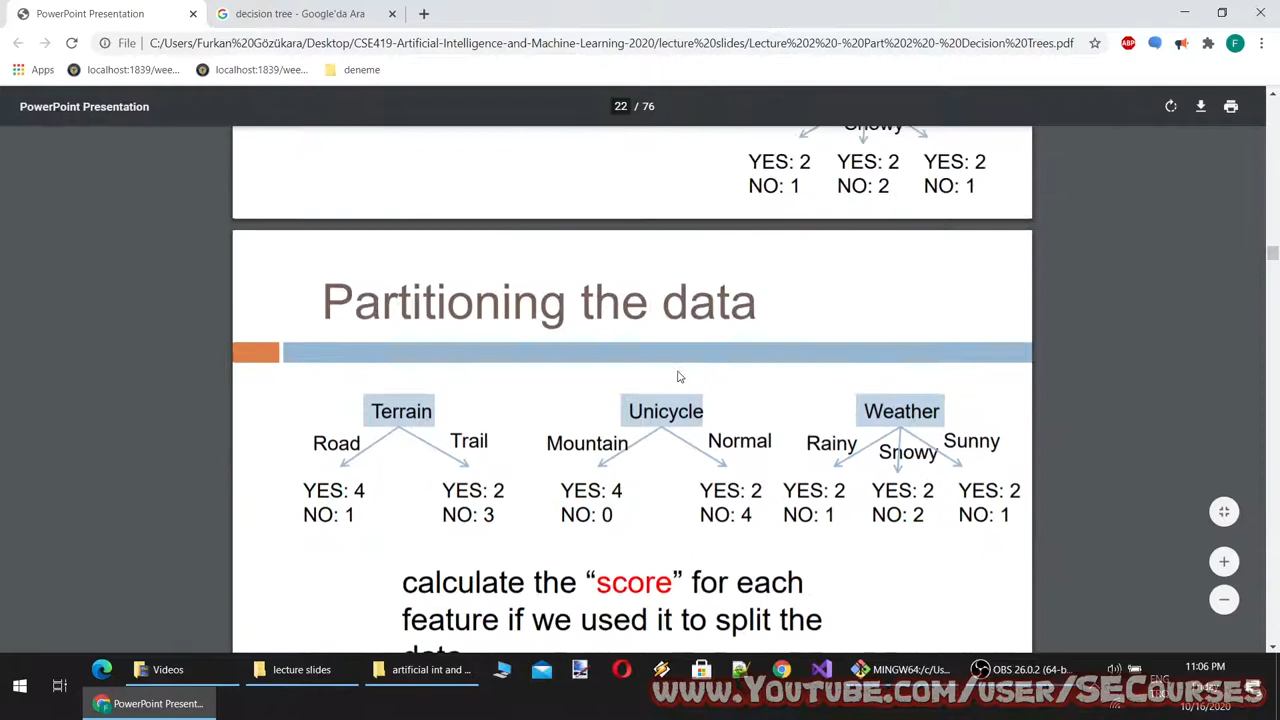 PowerPoint Presentation
decision tree - Google'da Ara
File
C:/Users/Furkan%20Gözükara/Desktop/CSE419-Artificial-Intelligence-and-Machine-Learning-2020/lecture%20slides/Lecture%202%20-%20Part%202%20-%20Decision%20Trees.pdf
ABP
F
Apps
localhost:1839/wee...
localhost:1839/wee...
deneme
PowerPoint Presentation
22 / 76
Snowy
YES: 2 YES: 2 YES: 2
NO: 1 NO: 2 NO: 1
Partitioning the data
Terrain Unicycle Weather
Road Trail Mountain Normal Rainy Snowy Sunny
YES: 4 YES: 2 YES: 4 YES: 2 YES: 2 YES: 2 YES: 2
NO: 1 NO: 3 NO: 0 NO: 4 NO: 1 NO: 2 NO: 1
calculate the “score” for each
feature if we used it to split the
data
Videos
lecture slides
artificial int and ...
MINGW64:/c/Us...
OBS 26.0.2 (64-b...
ENG
11:06 PM
10/16/2020
PowerPoint Present...
www.Youtube.com/user/SECourses